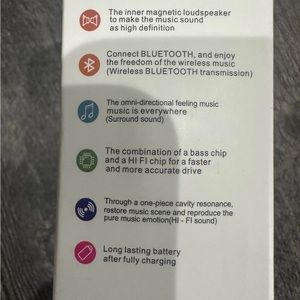 The inner magnetic loudspeaker
to make the music sound
as high definition
Connect BLUETOOTH, and enjoy
the freedom of the wireless music
(Wireless BLUETOOTH transmission)
The omni-directional feeling music
music is everywhere
(Surround sound)
The combination of a bass chip
and a HI FI chip for a faster
and more accurate drive
Through a one-piece cavity resonance,
restore music scene and reproduce the
pure music emotion(HI - FI sound)
Long lasting battery
after fully charging